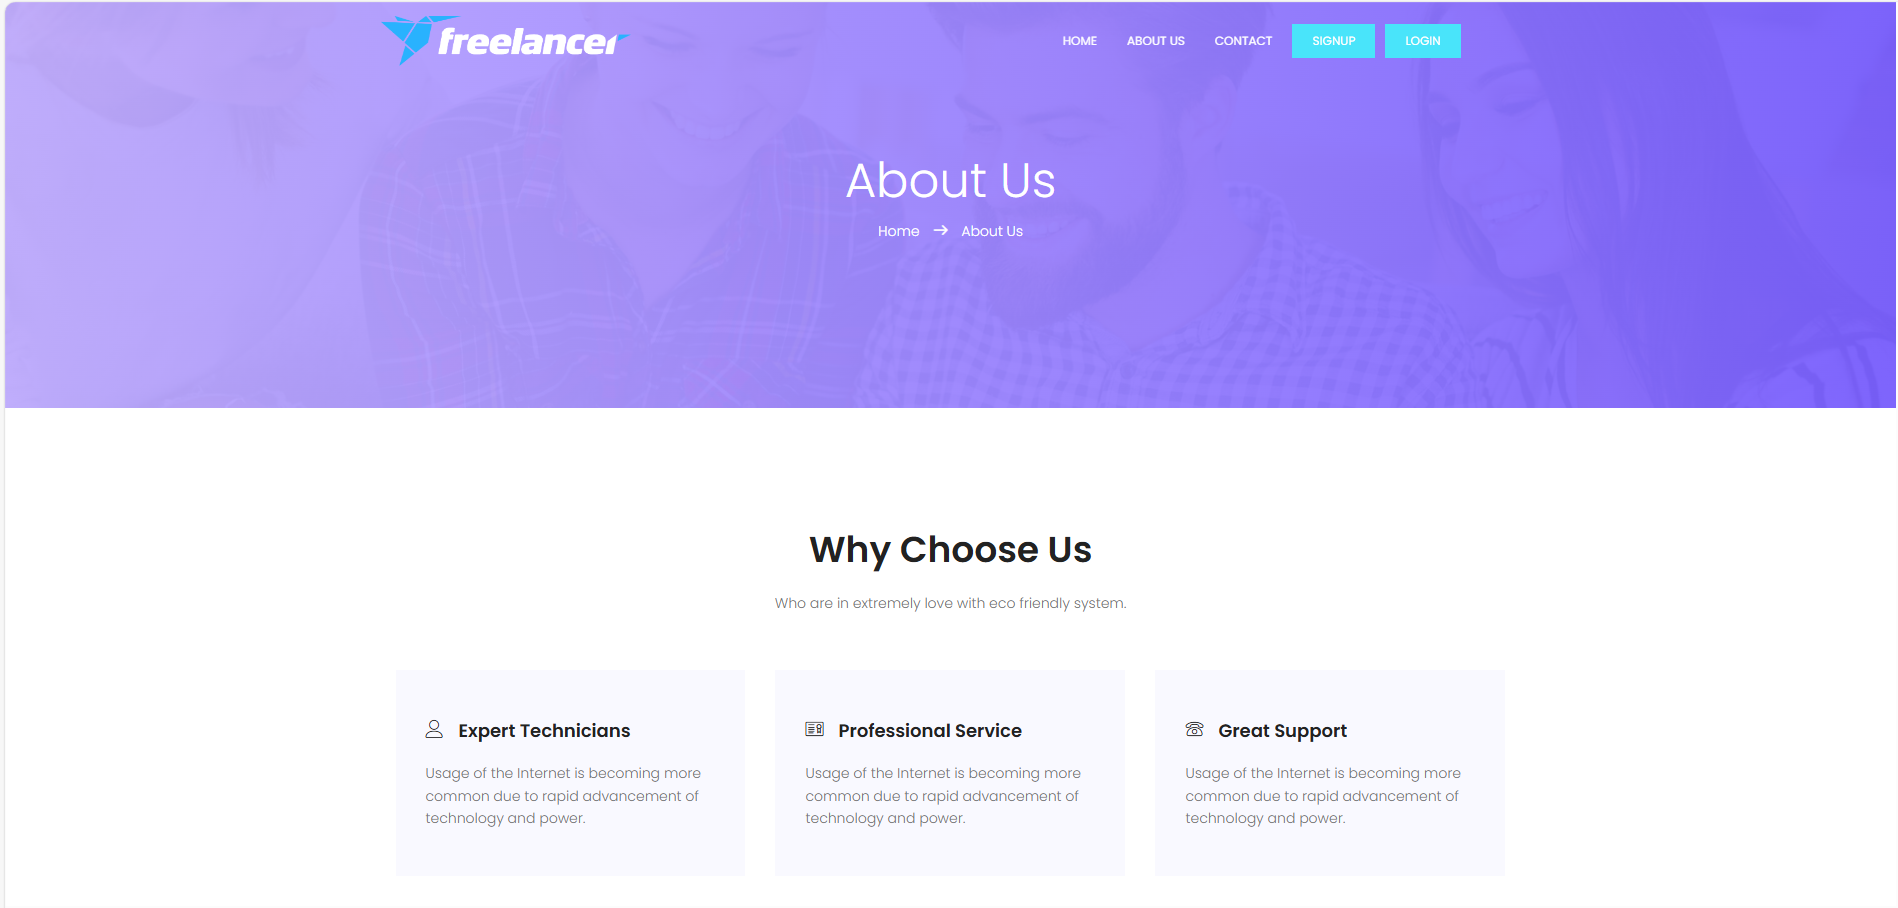 freelancer
HOME ABOUT US CONTACT SIGNUP LOGIN
About Us
Home → About Us
Why Choose Us
Who are in extremely love with eco friendly system.
Expert Technicians
Usage of the Internet is becoming more
common due to rapid advancement of
technology and power.
Professional Service
Usage of the Internet is becoming more
common due to rapid advancement of
technology and power.
Great Support
Usage of the Internet is becoming more
common due to rapid advancement of
technology and power.